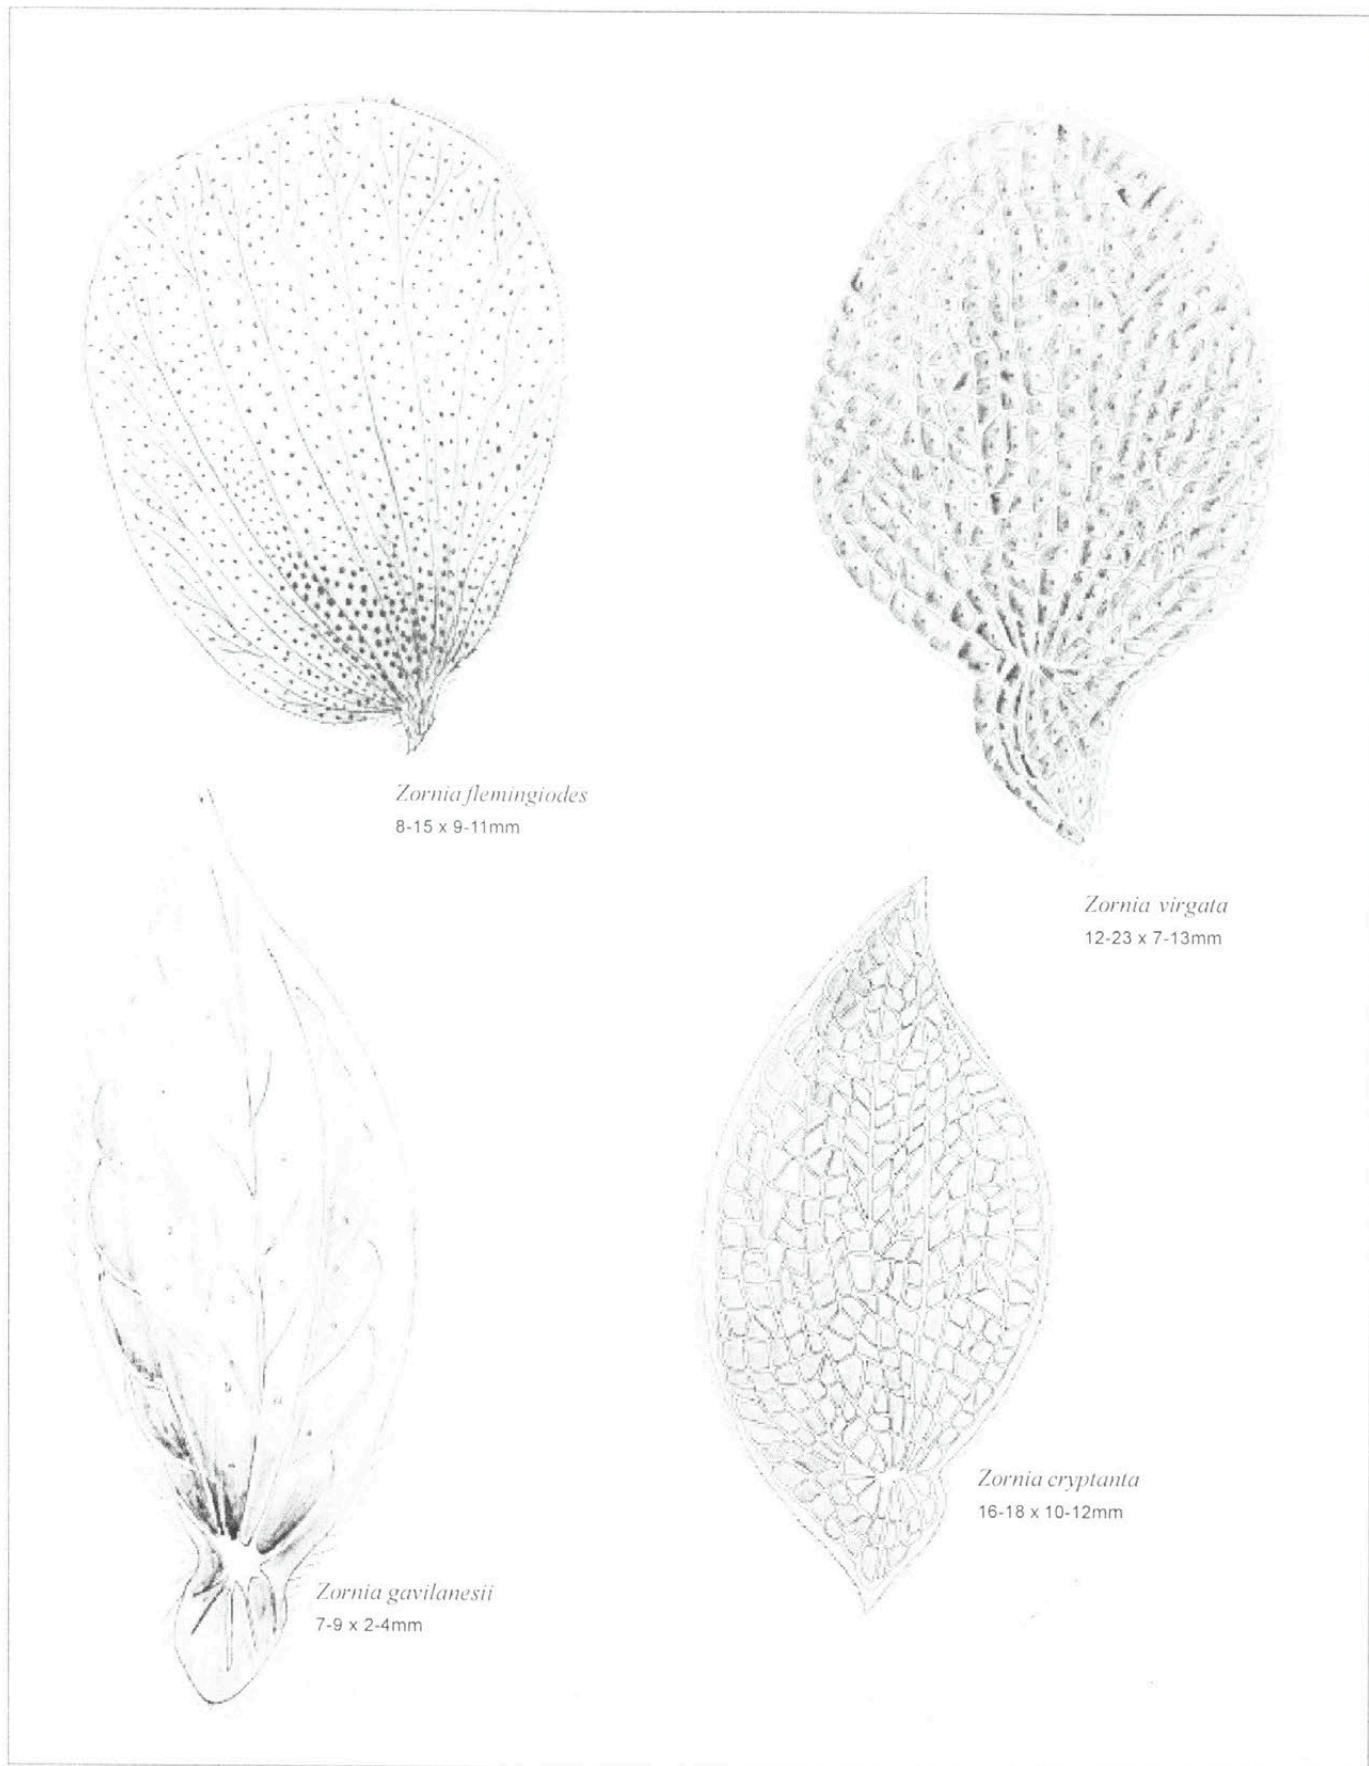 Zornia flemingiodes
8-15 x 9-11mm
Zornia virgata
12-23 x 7-13mm
Zornia cryptanta
16-18 x 10-12mm
Zornia gavilanesii
7-9 x 2-4mm